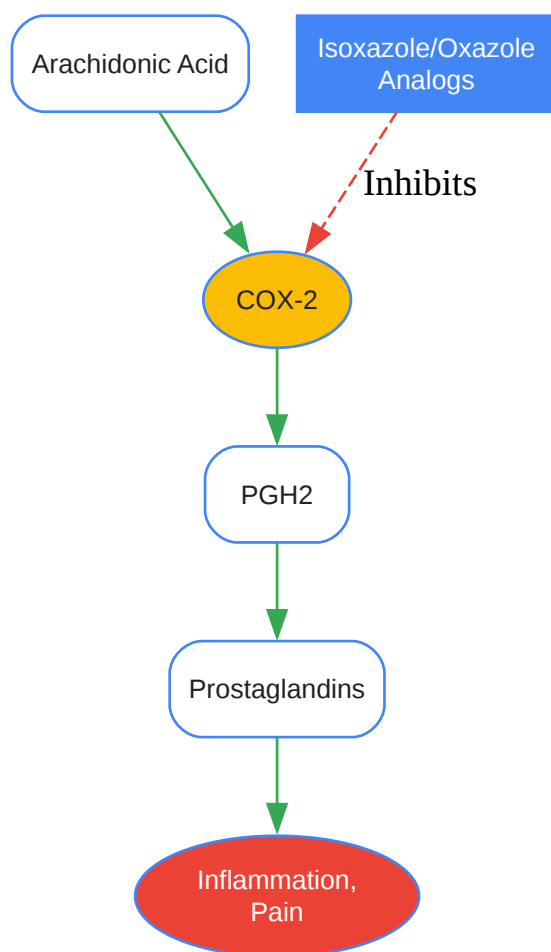 Arachidonic Acid
Isoxazole/Oxazole
Analogs
Inhibits
COX-2
PGH2
Prostaglandins
Inflammation,
Pain